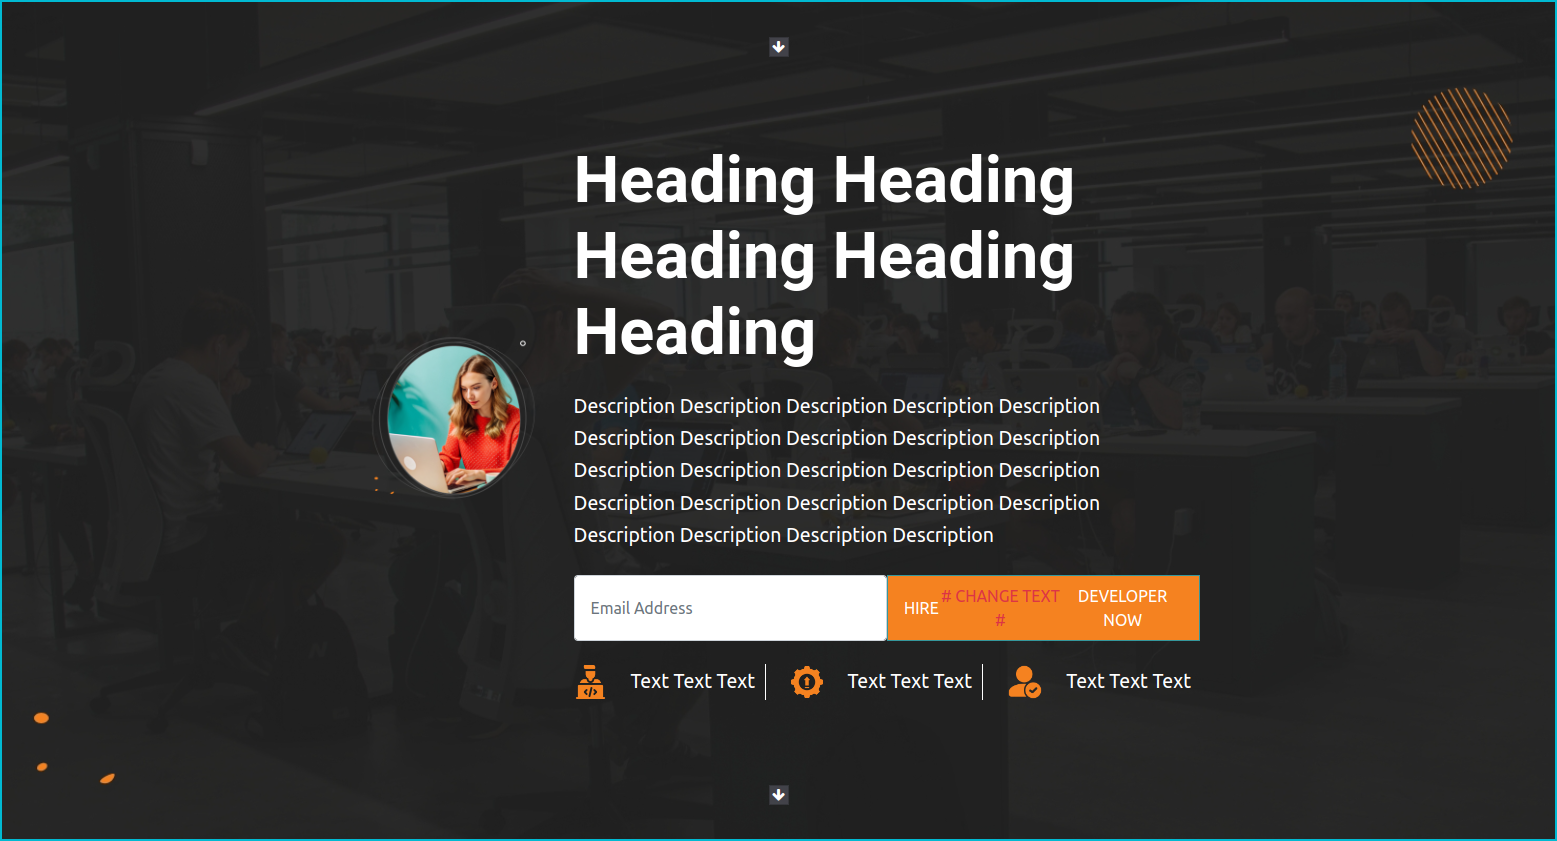 Heading Heading
Heading Heading
Heading
Description Description Description Description Description
Description Description Description Description Description
Description Description Description Description Description
Description Description Description Description Description
Description Description Description Description
Email Address
HIRE # CHANGE TEXT # DEVELOPER NOW
Text Text Text
Text Text Text
Text Text Text